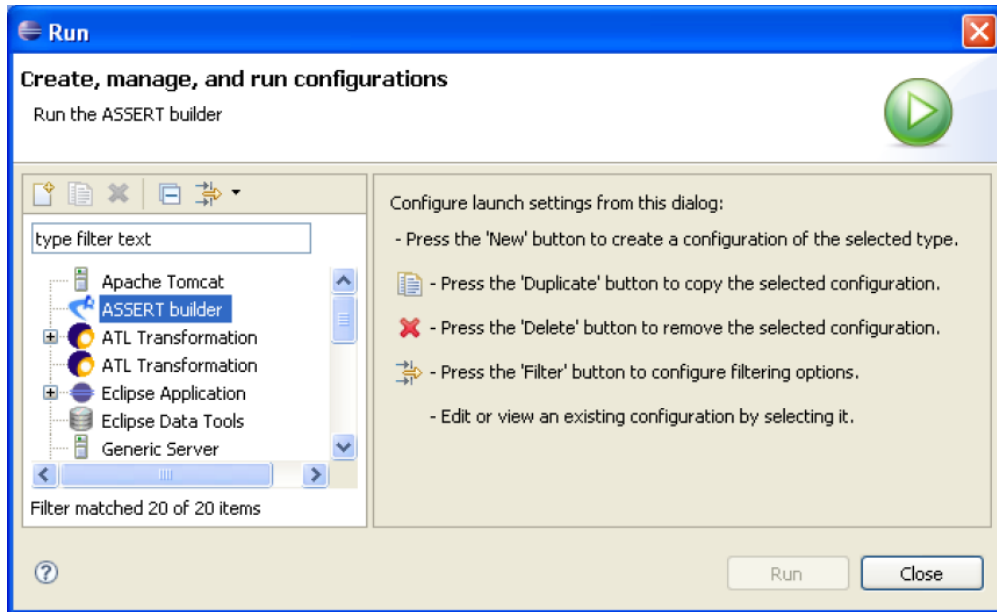 Run
Create, manage, and run configurations
Run the ASSERT builder
type filter text
Apache Tomcat
ASSERT builder
ATL Transformation
ATL Transformation
Eclipse Application
Eclipse Data Tools
Generic Server
Filter matched 20 of 20 items
Configure launch settings from this dialog:
- Press the 'New' button to create a configuration of the selected type.
- Press the 'Duplicate' button to copy the selected configuration.
- Press the 'Delete' button to remove the selected configuration.
- Press the 'Filter' button to configure filtering options.
- Edit or view an existing configuration by selecting it.
Run
Close